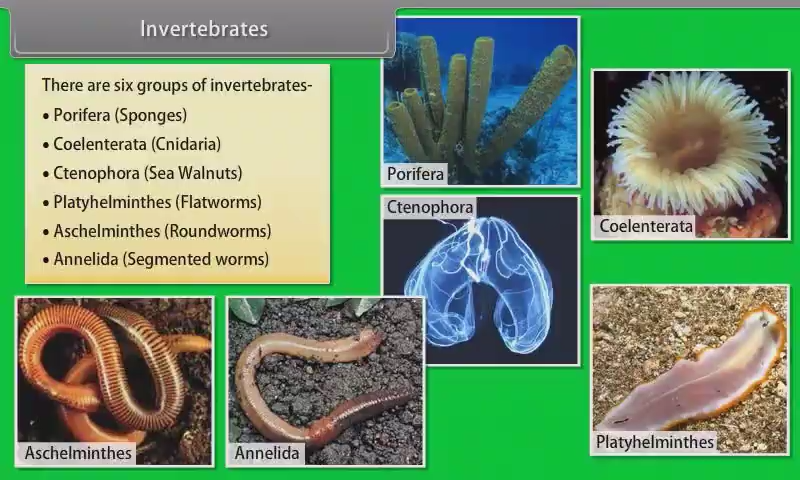 Invertebrates
There are six groups of invertebrates-
• Porifera (Sponges)
• Coelenterata (Cnidaria)
• Ctenophora (Sea Walnuts)
• Platyhelminthes (Flatworms)
• Aschelminthes (Roundworms)
• Annelida (Segmented worms)
Porifera
Coelenterata
Ctenophora
Aschelminthes
Annelida
Platyhelminthes